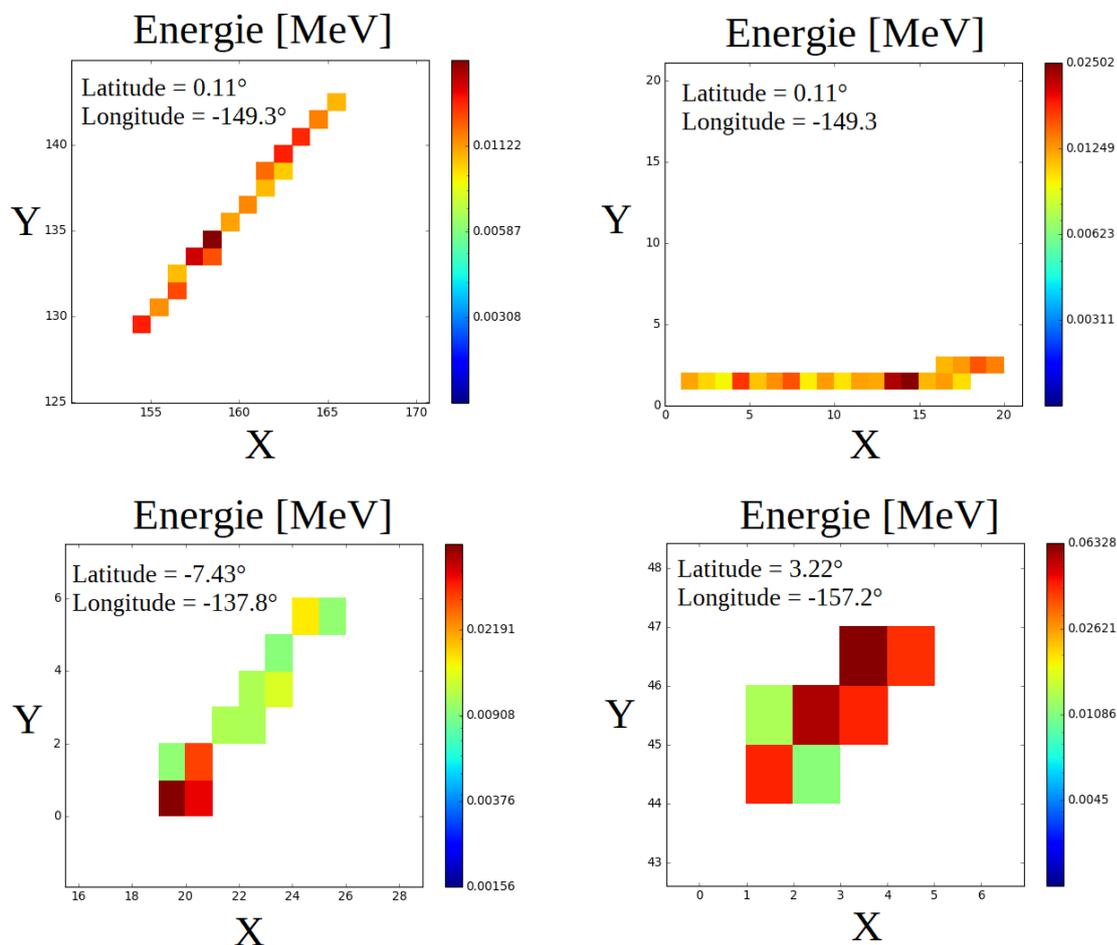 Energie [MeV]
Latitude = 0.11°
Longitude = -149.3°
140
135
130
125
155
160
165
170
Y
X
0.01122
0.00587
0.00308
Energie [MeV]
Latitude = 0.11°
Longitude = -149.3
20
15
10
5
0
0
5
10
15
20
Y
X
0.02502
0.01249
0.00623
0.00311
Energie [MeV]
Latitude = -7.43°
Longitude = -137.8°
6
4
2
0
16
18
20
22
24
26
28
Y
X
0.02191
0.00908
0.00376
0.00156
Energie [MeV]
Latitude = 3.22°
Longitude = -157.2°
48
47
46
45
44
43
0
1
2
3
4
5
6
Y
X
0.06328
0.02621
0.01086
0.0045